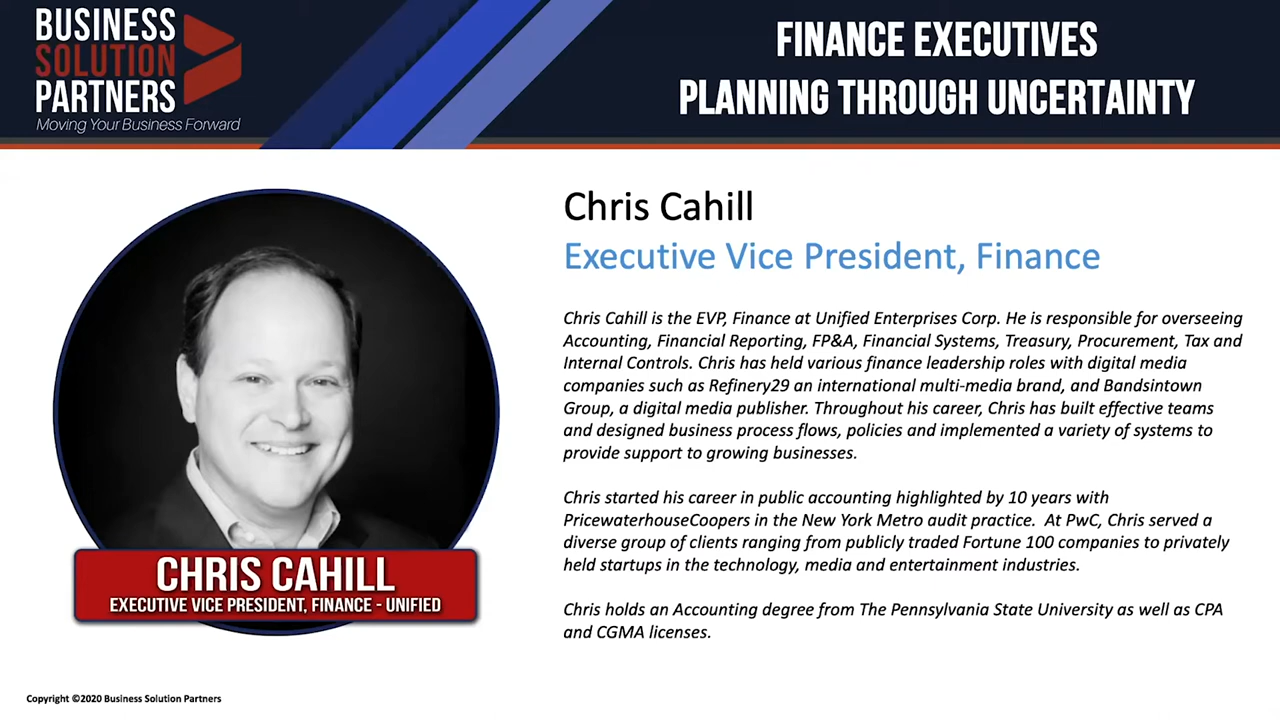 BUSINESS
SOLUTION
PARTNERS
Moving Your Business Forward
FINANCE EXECUTIVES
PLANNING THROUGH UNCERTAINTY
Chris Cahill
Executive Vice President, Finance
Chris Cahill is the EVP, Finance at Unified Enterprises Corp. He is responsible for overseeing
Accounting, Financial Reporting, FP&A, Financial Systems, Treasury, Procurement, Tax and
Internal Controls. Chris has held various finance leadership roles with digital media
companies such as Refinery29 an international multi-media brand, and Bandsintown
Group, a digital media publisher. Throughout his career, Chris has built effective teams
and designed business process flows, policies and implemented a variety of systems to
provide support to growing businesses.
Chris started his career in public accounting highlighted by 10 years with
PricewaterhouseCoopers in the New York Metro audit practice.  At PwC, Chris served a
diverse group of clients ranging from publicly traded Fortune 100 companies to privately
held startups in the technology, media and entertainment industries.
Chris holds an Accounting degree from The Pennsylvania State University as well as CPA
and CGMA licenses.
CHRIS CAHILL
EXECUTIVE VICE PRESIDENT, FINANCE - UNIFIED
Copyright ©2020 Business Solution Partners